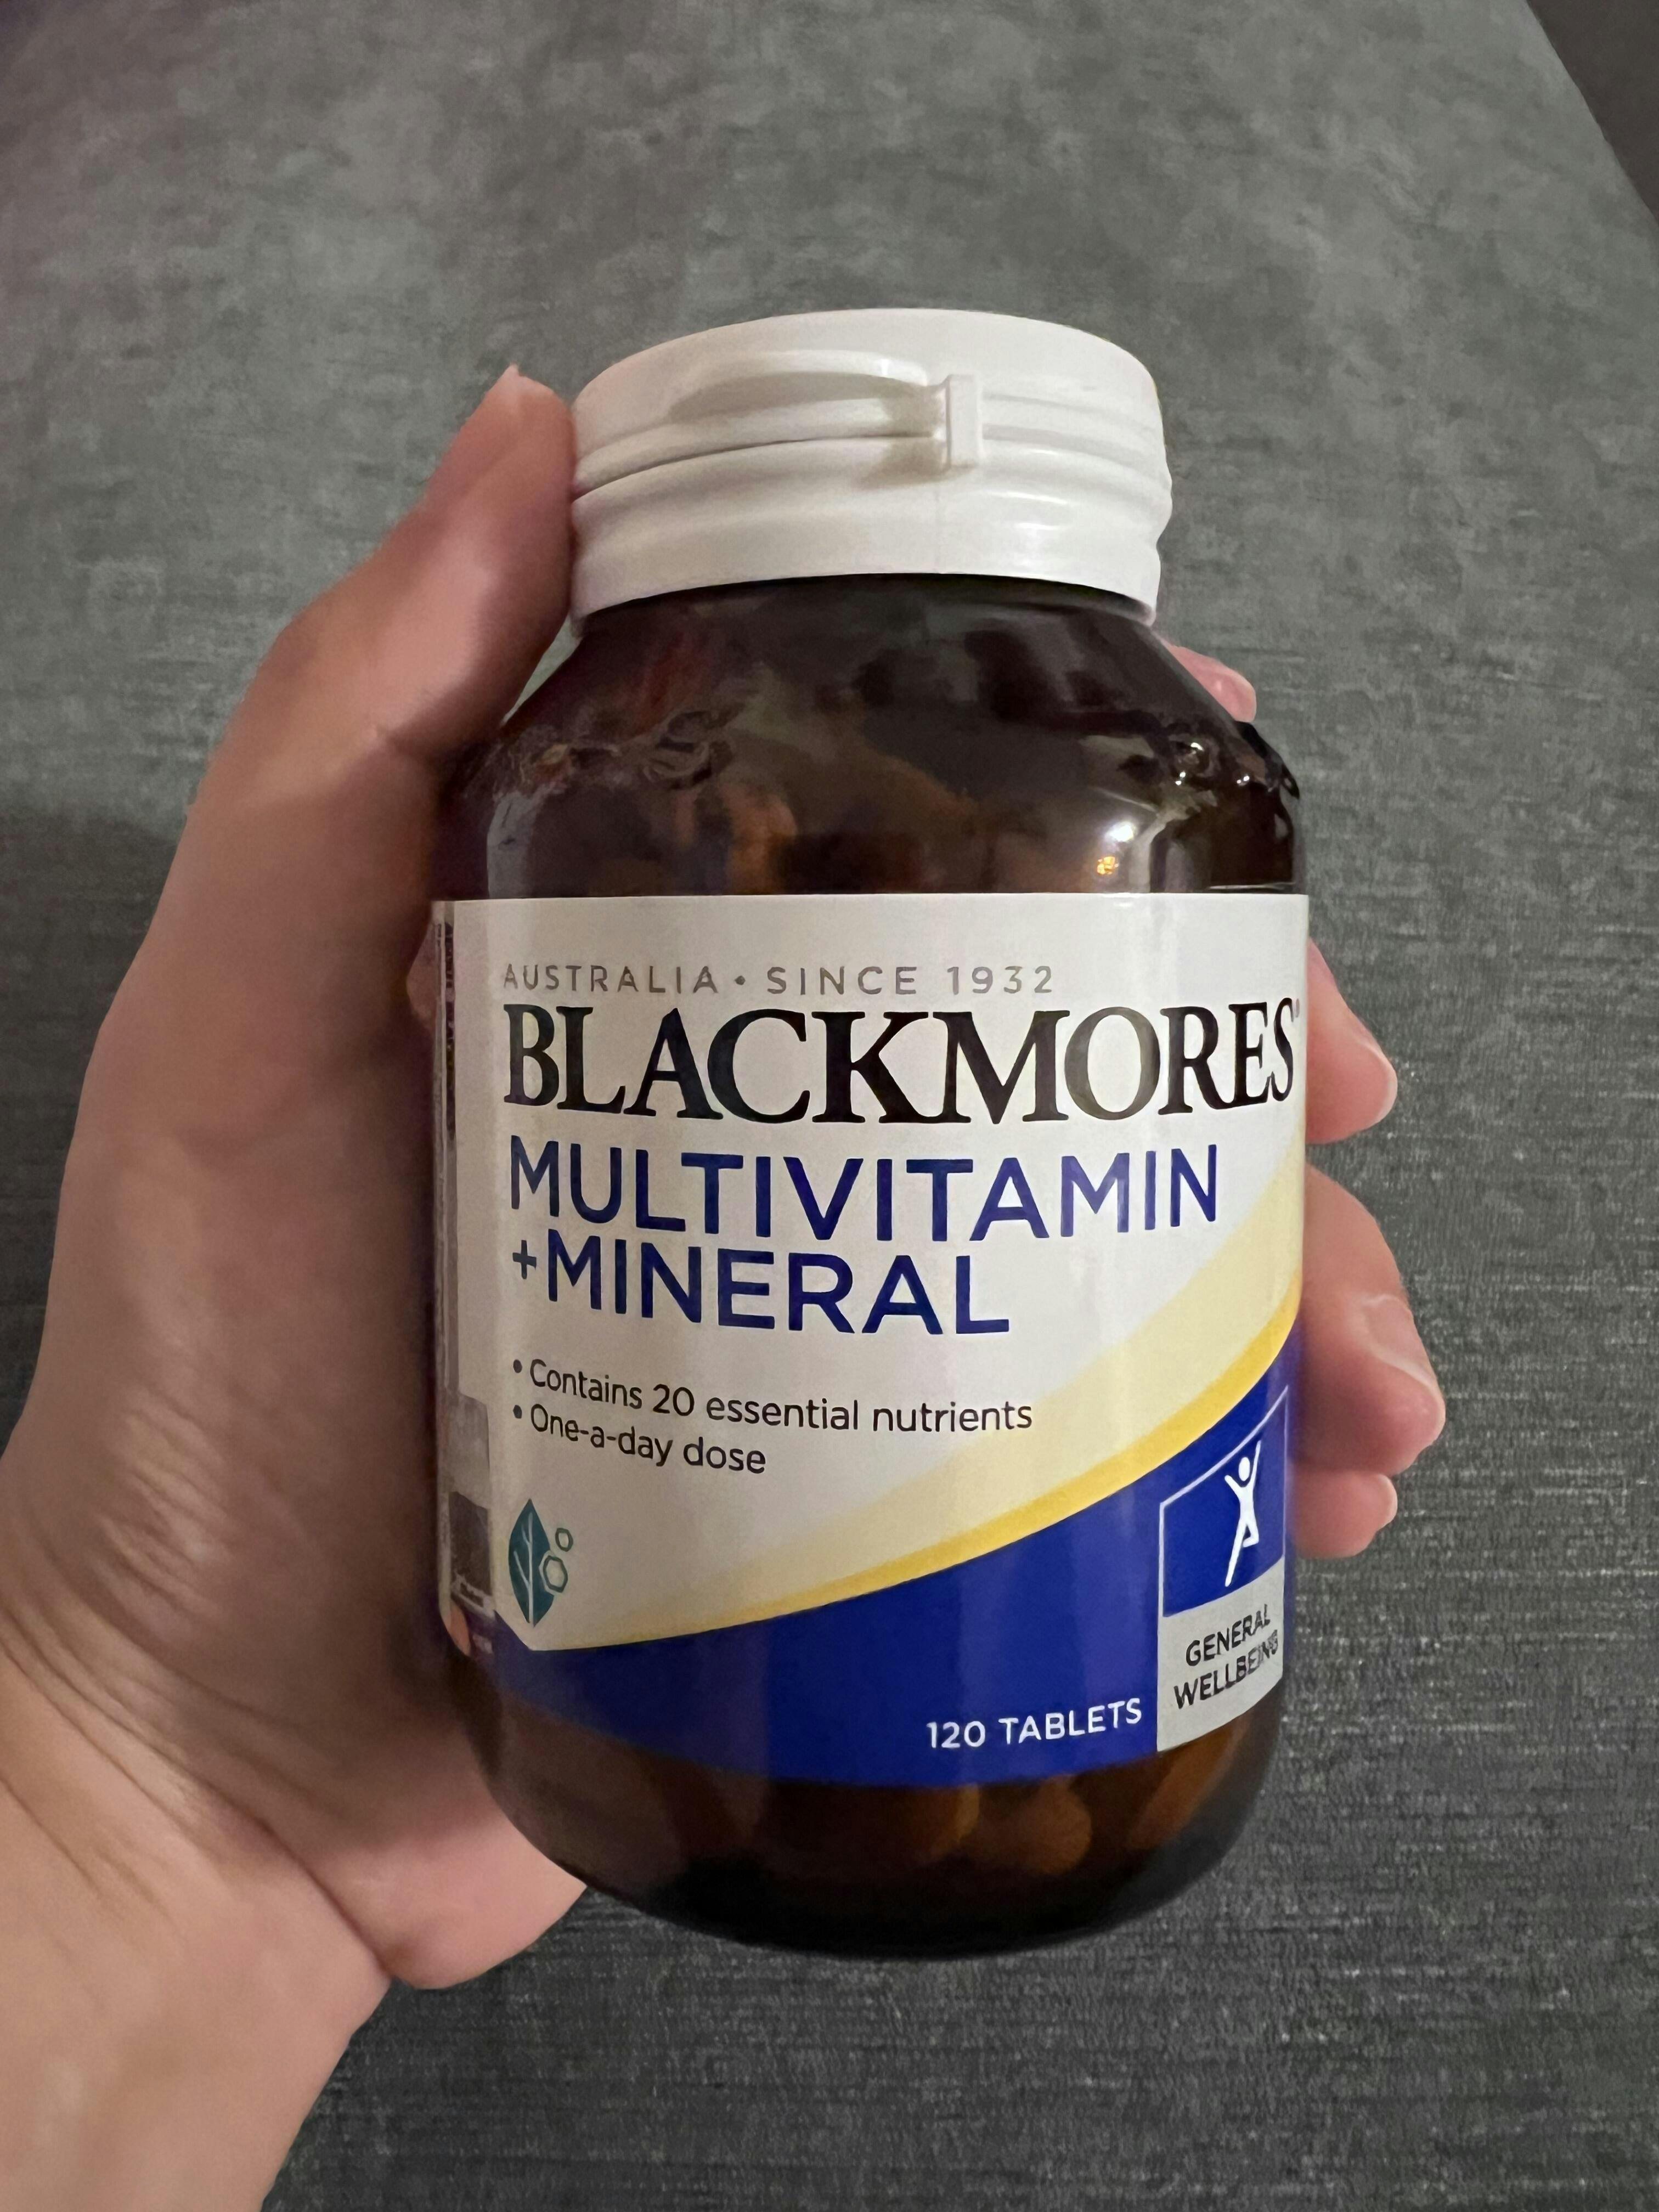 AUSTRALIA • SINCE 1932
BLACKMORES®
MULTIVITAMIN
+MINERAL
• Contains 20 essential nutrients
• One-a-day dose
GENERAL
WELLBEING
120 TABLETS